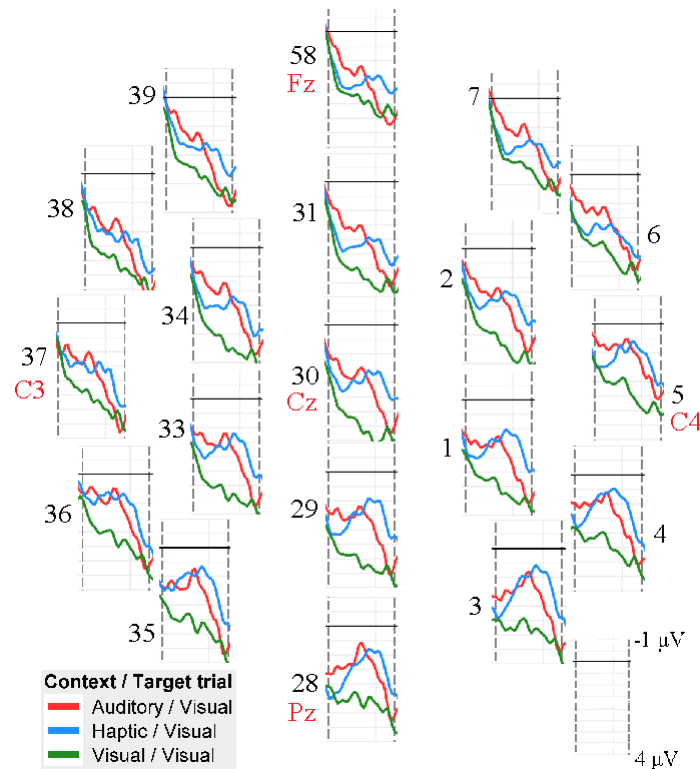 58
Fz
39
7
38
31
6
34
2
37
C3
30
Cz
5
C4
33
1
36
29
4
35
3
28
Pz
-1 µV
4 µV
Context / Target trial
Auditory / Visual
Haptic / Visual
Visual / Visual